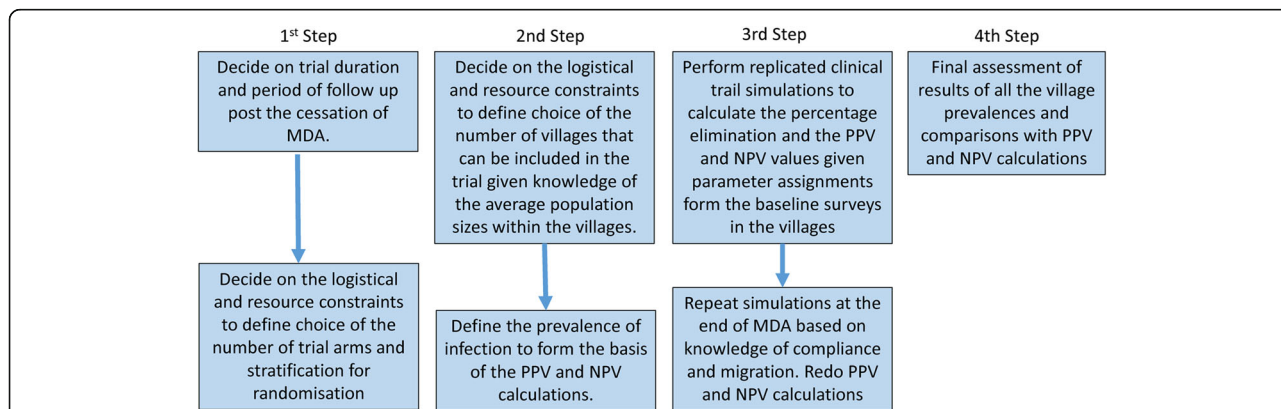 1st Step
Decide on trial duration
and period of follow up
post the cessation of
MDA.
Decide on the logistical
and resource constraints
to define choice of the
number of trial arms and
stratification for
randomisation
2nd Step
Decide on the logistical
and resource constraints
to define choice of the
number of villages that
can be included in the
trial given knowledge of
the average population
sizes within the villages.
Define the prevalence of
infection to form the basis
of the PPV and NPV
calculations.
3rd Step
Perform replicated clinical
trail simulations to
calculate the percentage
elimination and the PPV
and NPV values given
parameter assignments
form the baseline surveys
in the villages
Repeat simulations at the
end of MDA based on
knowledge of compliance
and migration. Redo PPV
and NPV calculations
4th Step
Final assessment of
results of all the village
prevalences and
comparisons with PPV
and NPV calculations